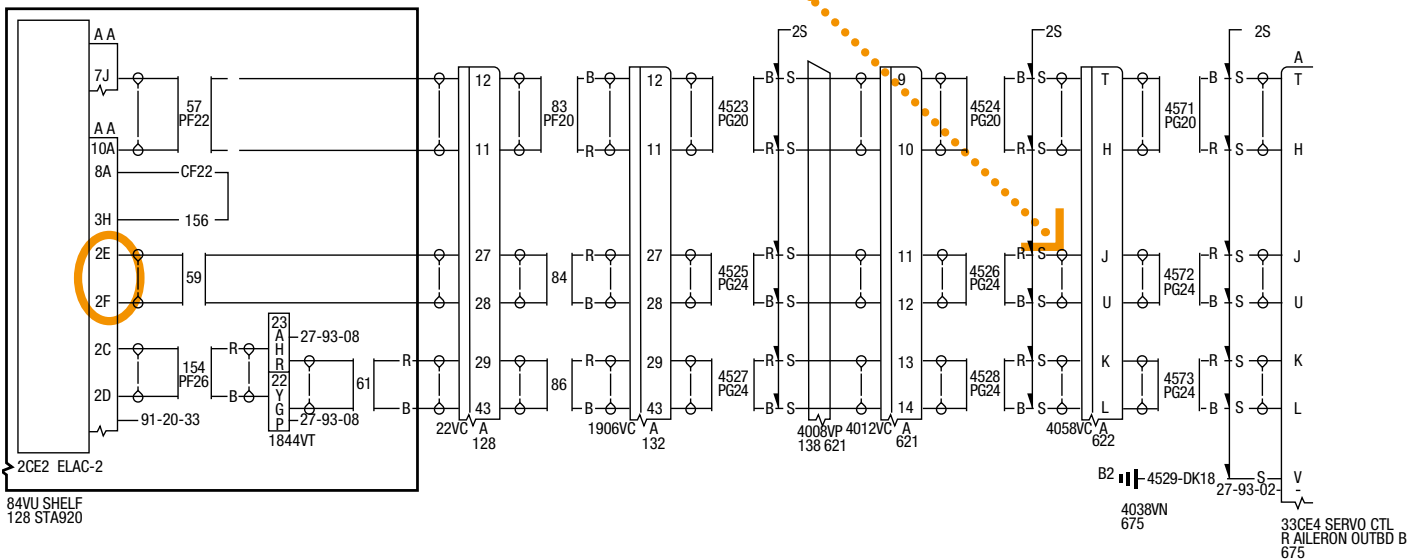 2S
2S
2S
A A
A
7J
12
B
12
B
S
9
B
S
T
B
S
T
57
PF22
83
PF20
4523
PG20
4524
PG20
4571
PG20
A A
10A
11
R
11
R
S
10
R
S
H
R
S
H
8A
CF22
3H
156
2E
27
R
27
R
S
11
R
S
J
R
S
J
59
84
4525
PG24
4526
PG24
4572
PG24
2F
28
B
28
B
S
12
B
S
U
B
S
U
23
A
H
R
22
Y
G
P
27-93-08
27-93-08
1844VT
2C
R
R
29
R
29
R
S
13
R
S
K
R
S
K
154
PF26
61
86
4527
PG24
4528
PG24
4573
PG24
2D
B
B
43
B
43
B
S
14
B
S
L
B
S
L
91-20-33
22VC A
128
1906VC A
132
4008VP
138 621
4012VC A
621
4058VC A
622
2CE2 ELAC-2
B2
4529-DK18
S
V
27-93-02-
-
84VU SHELF
128 STA920
4038VN
675
33CE4 SERVO CTL
R AILERON OUTBD B
675